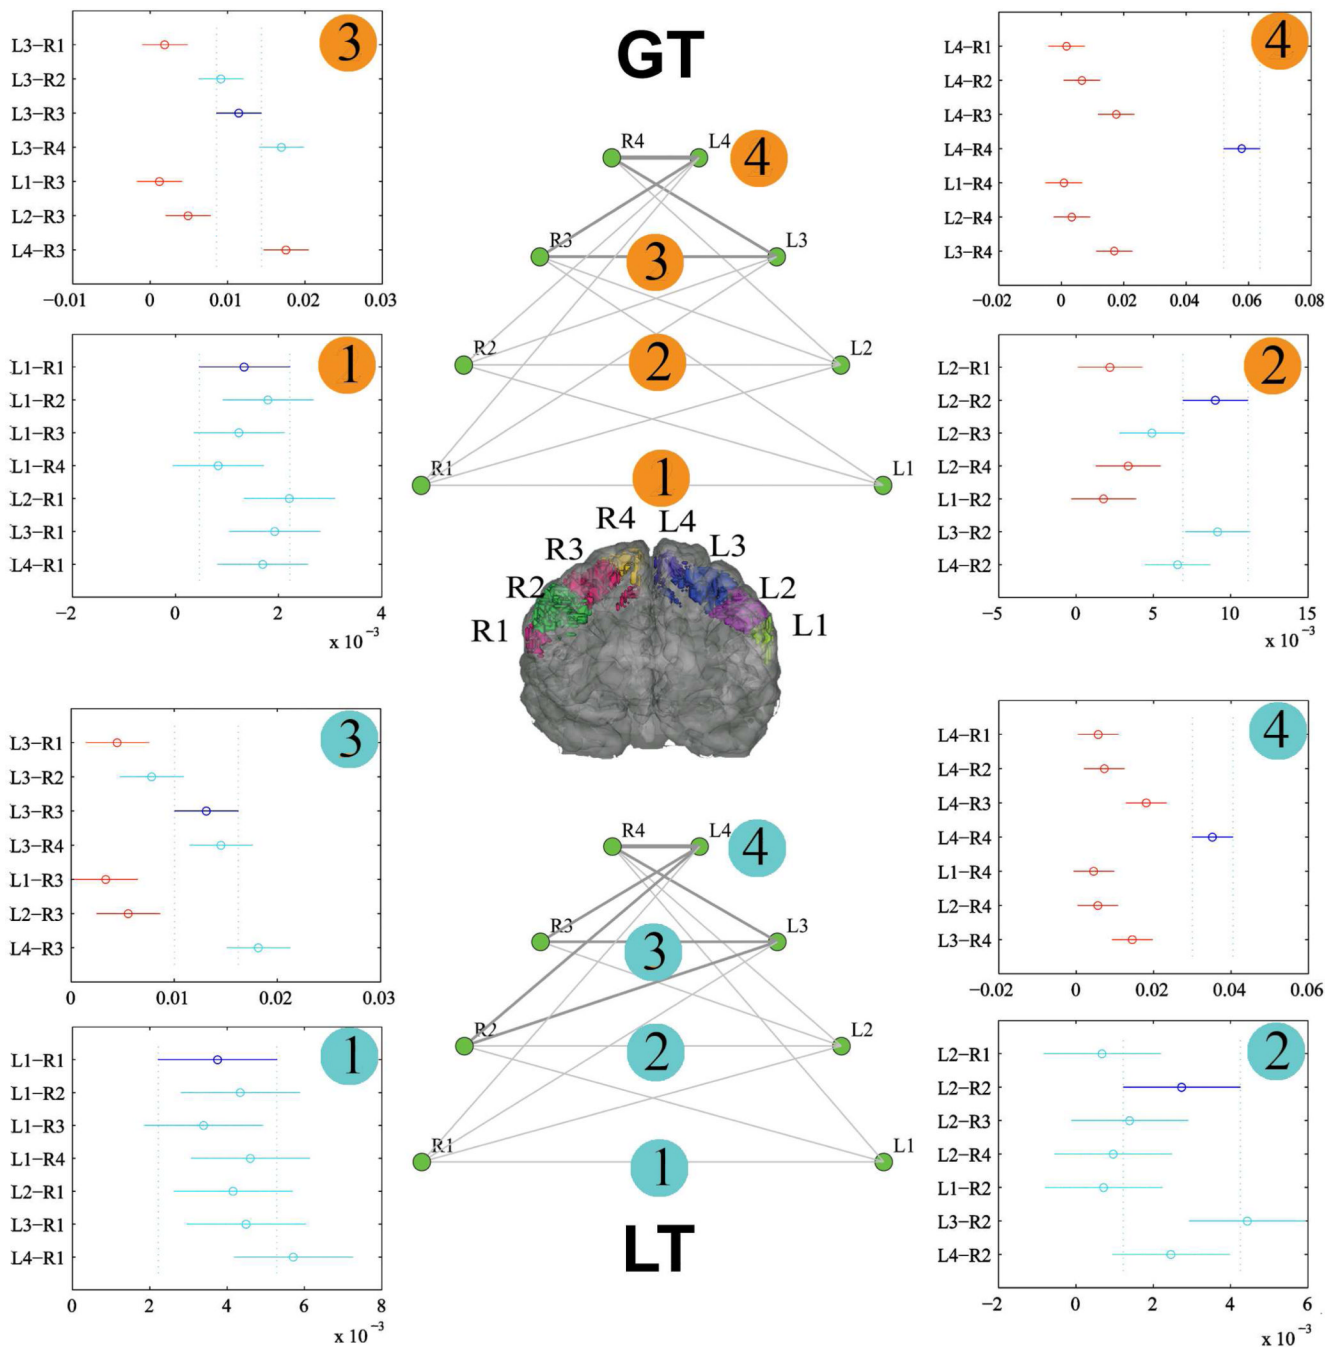 GT
3
L3−R1
L3−R2
L3−R3
L3−R4
L1−R3
L2−R3
L4−R3
−0.01 0 0.01 0.02 0.03
4
L4−R1
L4−R2
L4−R3
L4−R4
L1−R4
L2−R4
L3−R4
−0.02 0 0.02 0.04 0.06 0.08
R4 L4 4
R3 3 L3
R2 2 L2
R1 1 L1
1
L1−R1
L1−R2
L1−R3
L1−R4
L2−R1
L3−R1
L4−R1
−2 0 2 4
x 10⁻³
2
L2−R1
L2−R2
L2−R3
L2−R4
L1−R2
L3−R2
L4−R2
−5 0 5 10 15
x 10⁻³
R4 L4
R3 L3
R2 L2
R1 L1
3
L3−R1
L3−R2
L3−R3
L3−R4
L1−R3
L2−R3
L4−R3
0 0.01 0.02 0.03
4
L4−R1
L4−R2
L4−R3
L4−R4
L1−R4
L2−R4
L3−R4
−0.02 0 0.02 0.04 0.06
R4 L4 4
R3 3 L3
R2 2 L2
R1 1 L1
1
L1−R1
L1−R2
L1−R3
L1−R4
L2−R1
L3−R1
L4−R1
0 2 4 6 8
x 10⁻³
2
L2−R1
L2−R2
L2−R3
L2−R4
L1−R2
L3−R2
L4−R2
−2 0 2 4 6
x 10⁻³
LT